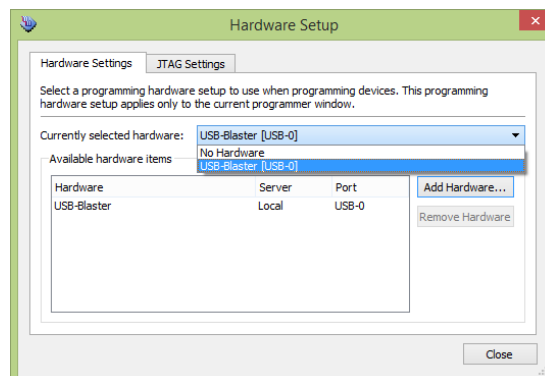 Hardware Setup
Hardware Settings JTAG Settings
Select a programming hardware setup to use when programming devices. This programming
hardware setup applies only to the current programmer window.
Currently selected hardware: USB-Blaster [USB-0]
No Hardware
USB-Blaster [USB-0]
Available hardware items
Hardware Server Port
USB-Blaster Local USB-0
Add Hardware...
Remove Hardware
Close